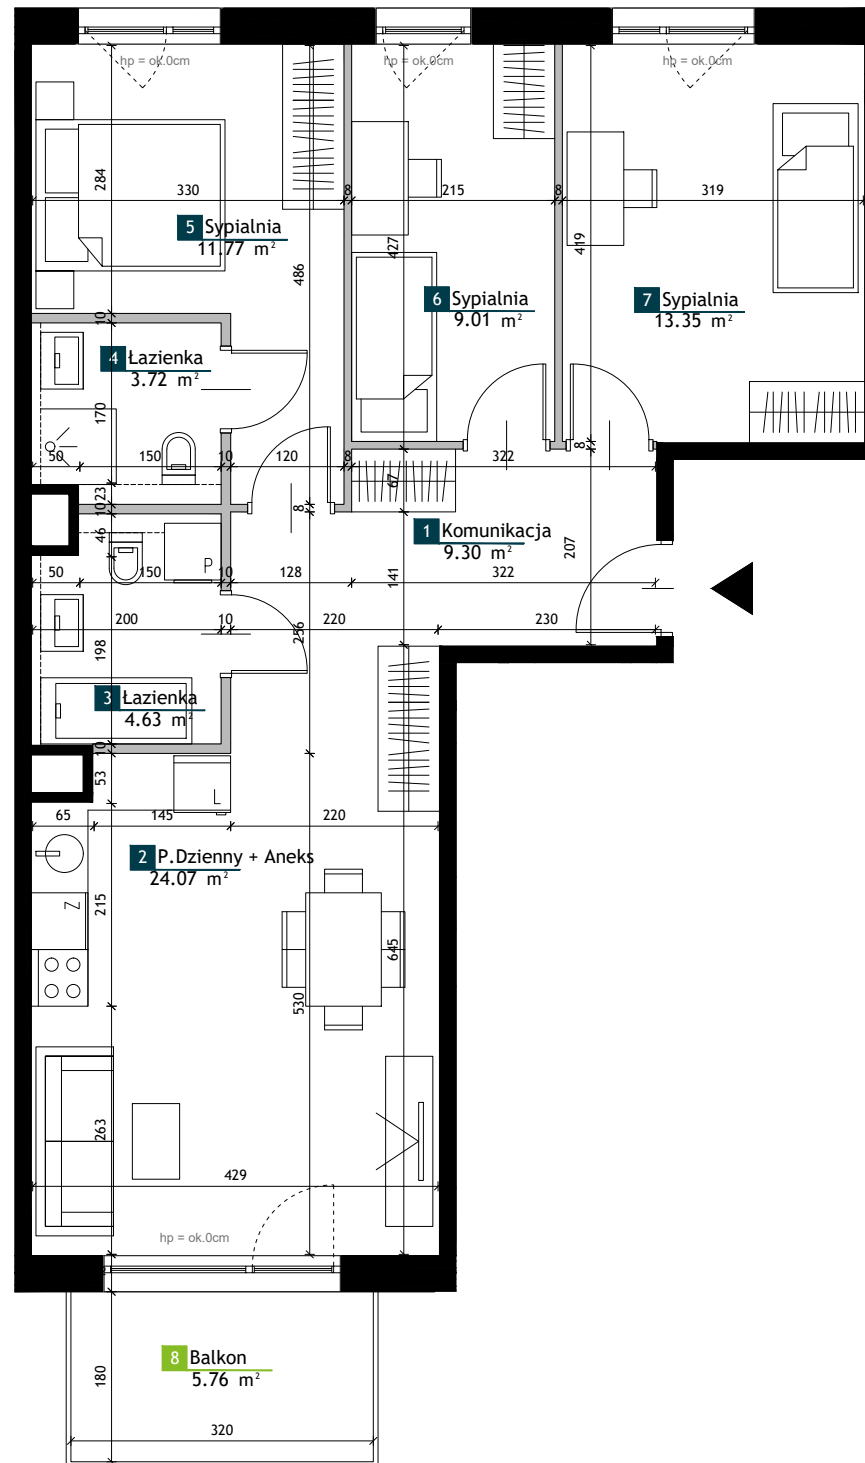 hp = ok.0cm
hp = ok.0cm
hp = ok.0cm
284
330
8
215
8
319
5 Sypialnia
11.77 m²
427
419
486
6 Sypialnia
9.01 m²
7 Sypialnia
13.35 m²
10
4 Łazienka
3.72 m²
170
50
150
10
120
8
322
8
67
23
10
8
46
1 Komunikacja
9.30 m²
207
P
50
150
10
128
141
322
200
10
220
230
256
198
3 Łazienka
4.63 m²
10
53
L
65
145
220
2 P.Dzienny + Aneks
24.07 m²
Z
215
645
530
263
429
hp = ok.0cm
8 Balkon
5.76 m²
180
320